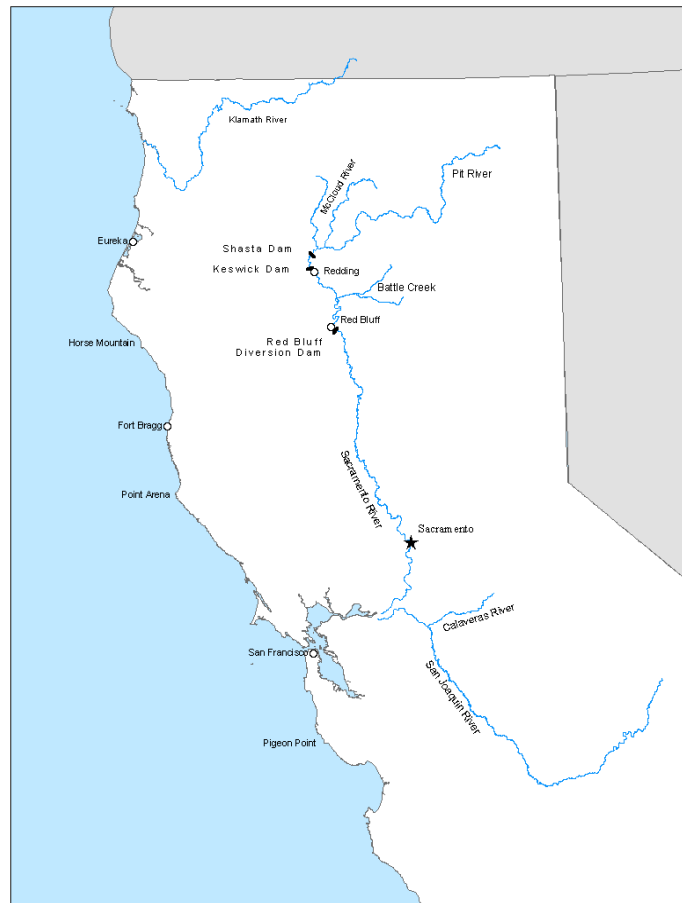 Klamath River
McCloud River
Pit River
Eureka
Shasta Dam
Keswick Dam
Redding
Battle Creek
Red Bluff
Red Bluff
Diversion Dam
Horse Mountain
Fort Bragg
Sacramento River
Point Arena
Sacramento
Calaveras River
San Francisco
San Joaquin River
Pigeon Point